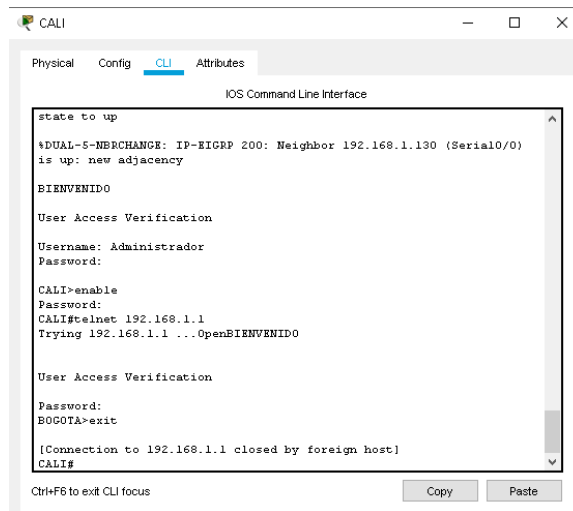 CALI
Physical Config CLI Attributes
IOS Command Line Interface
state to up
%DUAL-5-NBRCHANGE: IP-EIGRP 200: Neighbor 192.168.1.130 (Serial0/0)
is up: new adjacency
BIENVENIDO
User Access Verification
Username: Administrador
Password:
CALI>enable
Password:
CALI#telnet 192.168.1.1
Trying 192.168.1.1 ...OpenBIENVENIDO
User Access Verification
Password:
BOGOTA>exit
[Connection to 192.168.1.1 closed by foreign host]
CALI#
Ctrl+F6 to exit CLI focus
Copy Paste